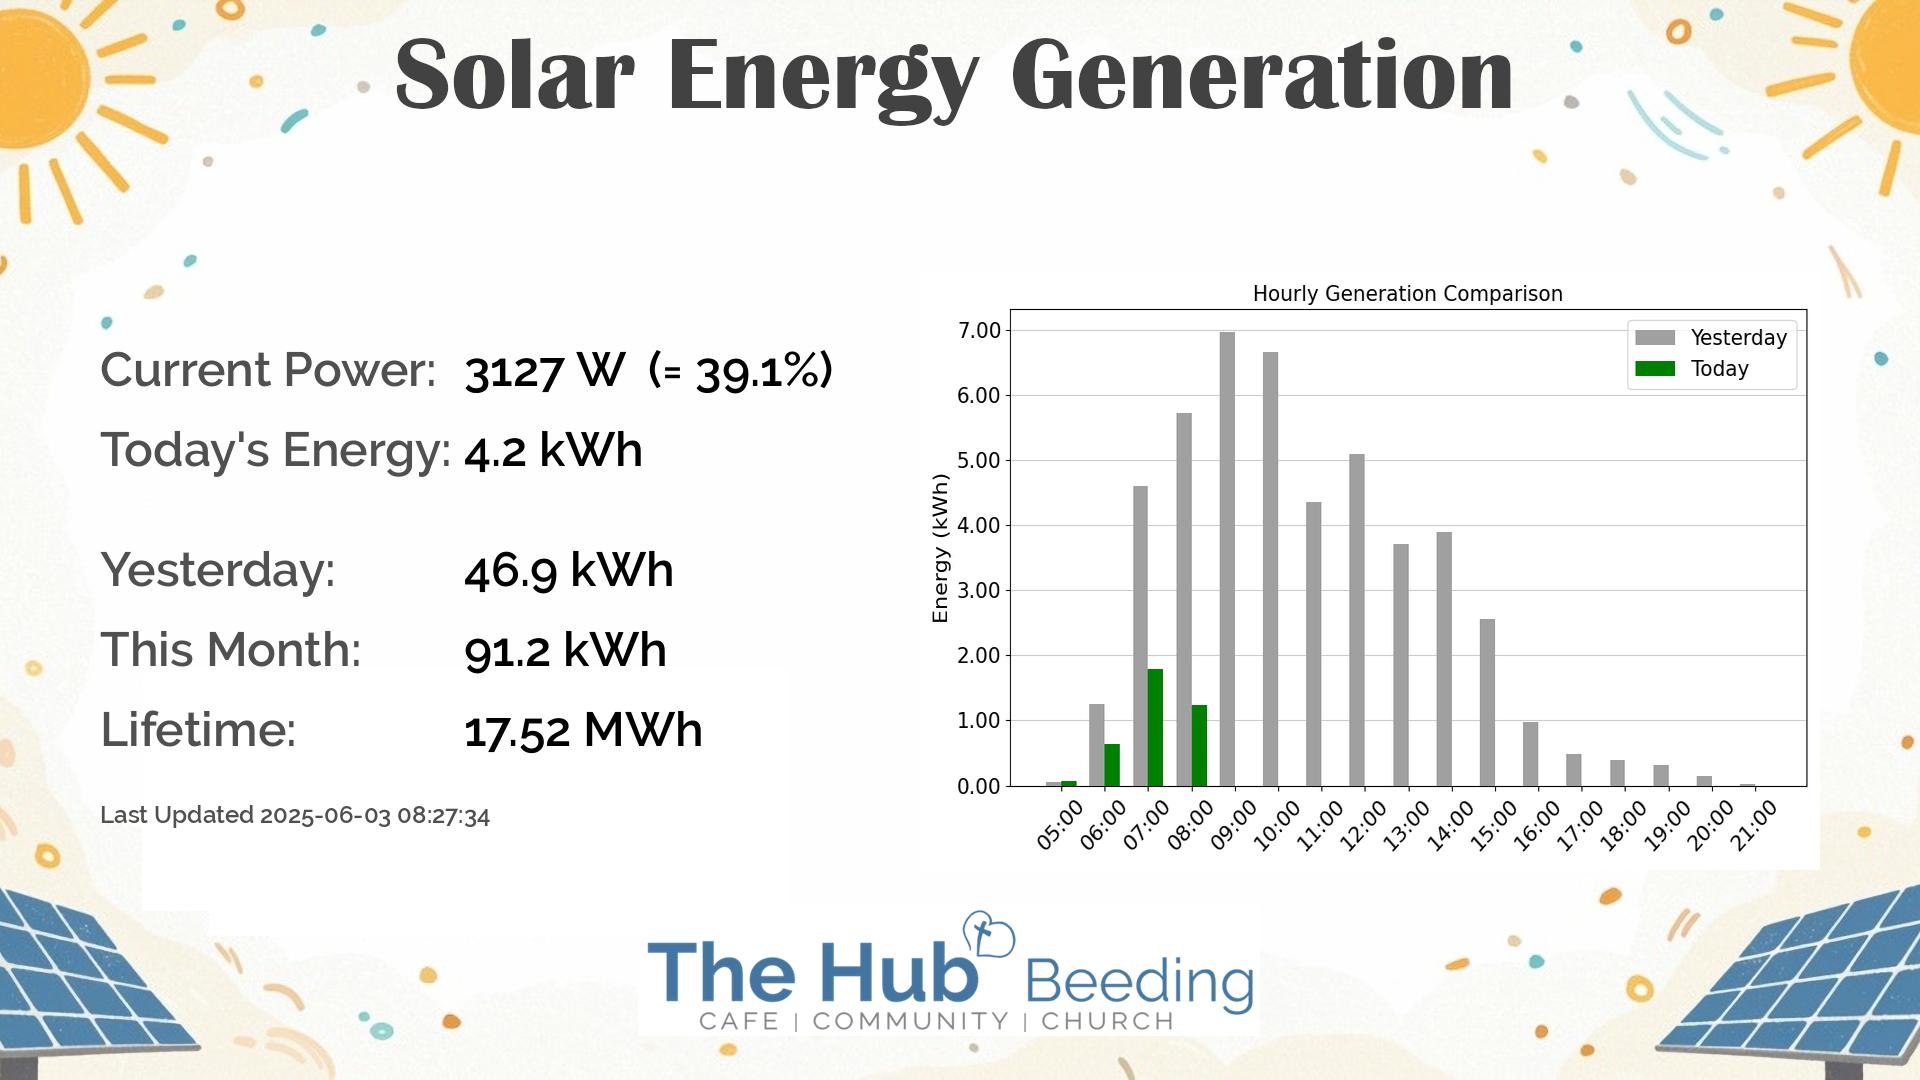 Solar Energy Generation
Current Power: 3127 W (= 39.1%)
Today's Energy: 4.2 kWh
Yesterday: 46.9 kWh
This Month: 91.2 kWh
Lifetime: 17.52 MWh
Last Updated 2025-06-03 08:27:34
Hourly Generation Comparison
Yesterday
Today
Energy (kWh)
7.00
6.00
5.00
4.00
3.00
2.00
1.00
0.00
05:00 06:00 07:00 08:00 09:00 10:00 11:00 12:00 13:00 14:00 15:00 16:00 17:00 18:00 19:00 20:00 21:00
The Hub Beeding
CAFE | COMMUNITY | CHURCH